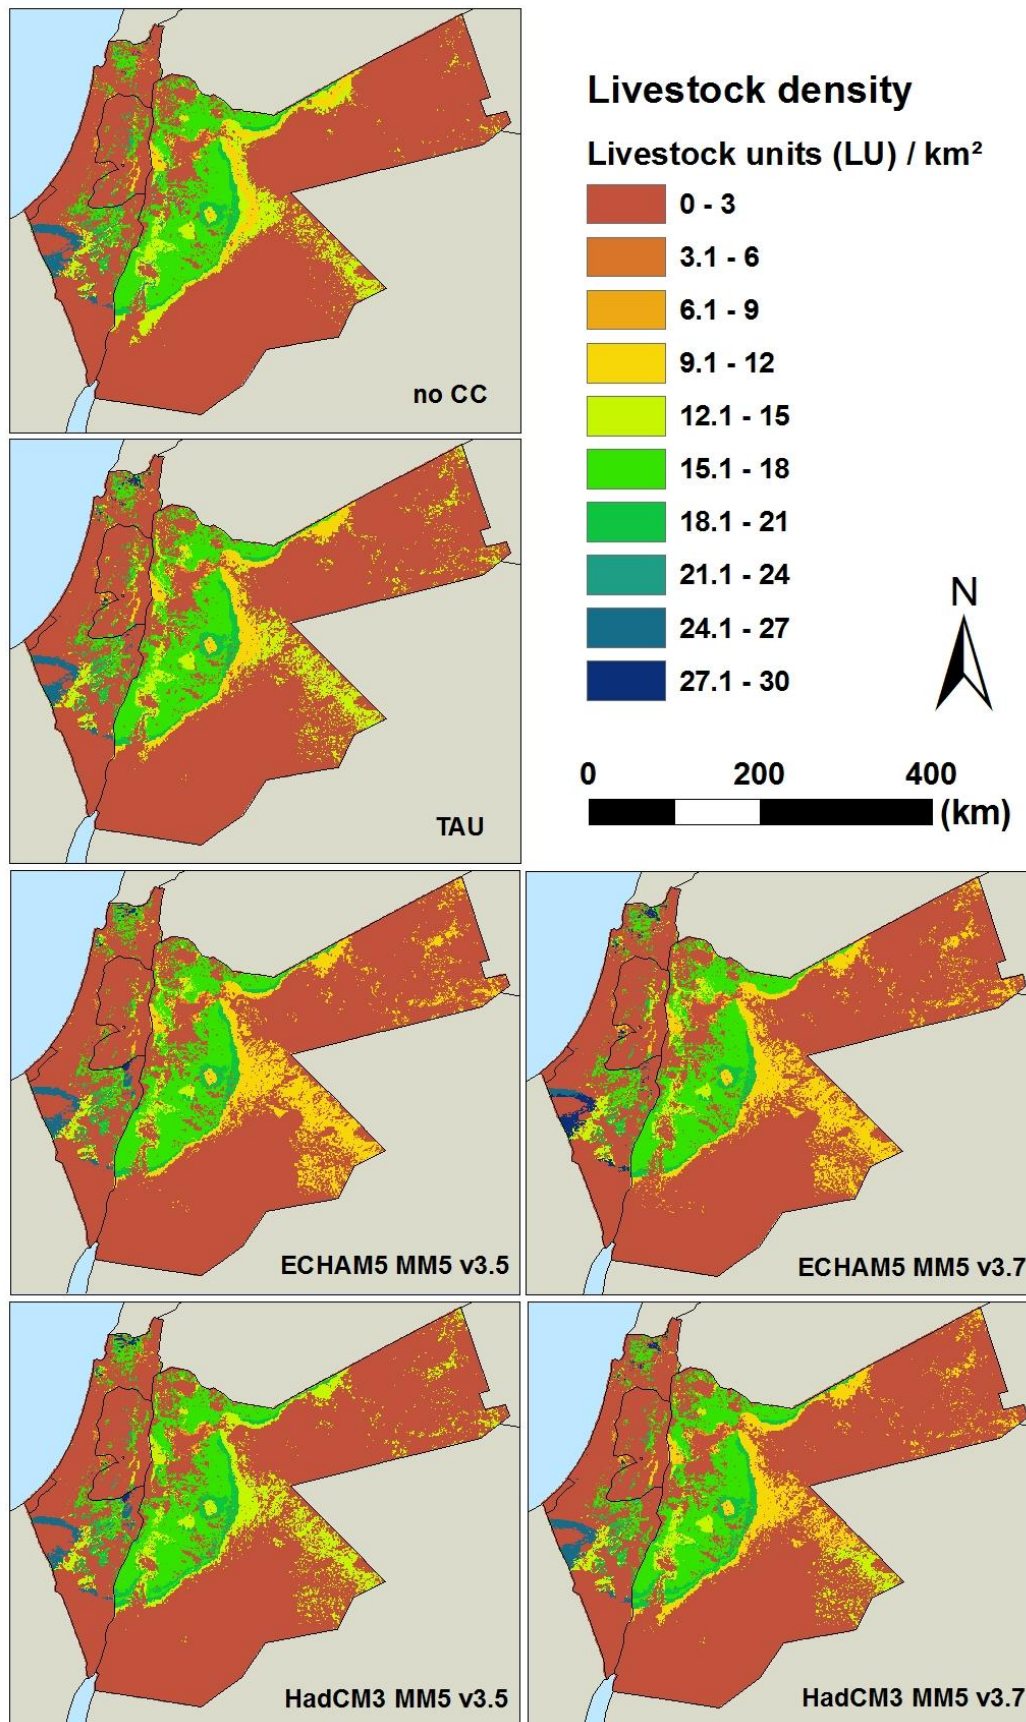 Livestock density
Livestock units (LU) / km²
0 - 3
3.1 - 6
6.1 - 9
9.1 - 12
12.1 - 15
15.1 - 18
18.1 - 21
21.1 - 24
24.1 - 27
27.1 - 30
N
0 200 400
(km)
no CC
TAU
ECHAM5 MM5 v3.5
ECHAM5 MM5 v3.7
HadCM3 MM5 v3.5
HadCM3 MM5 v3.7